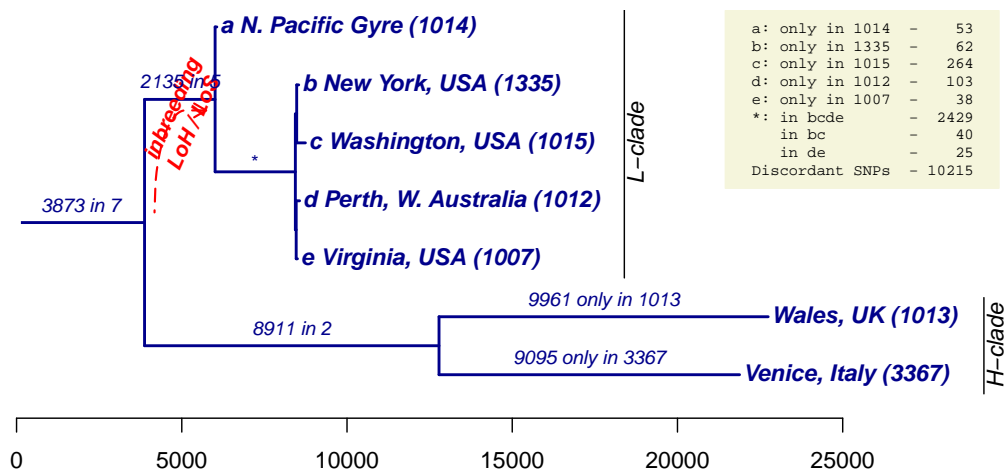 a N. Pacific Gyre (1014)
2135 in 5
inbreeding
LoH / LoS
b New York, USA (1335)
c Washington, USA (1015)
*
d Perth, W. Australia (1012)
3873 in 7
e Virginia, USA (1007)
L-clade
9961 only in 1013
Wales, UK (1013)
8911 in 2
9095 only in 3367
Venice, Italy (3367)
H-clade
a: only in 1014 - 53
b: only in 1335 - 62
c: only in 1015 - 264
d: only in 1012 - 103
e: only in 1007 - 38
*: in bcde - 2429
in bc - 40
in de - 25
Discordant SNPs - 10215
0 5000 10000 15000 20000 25000